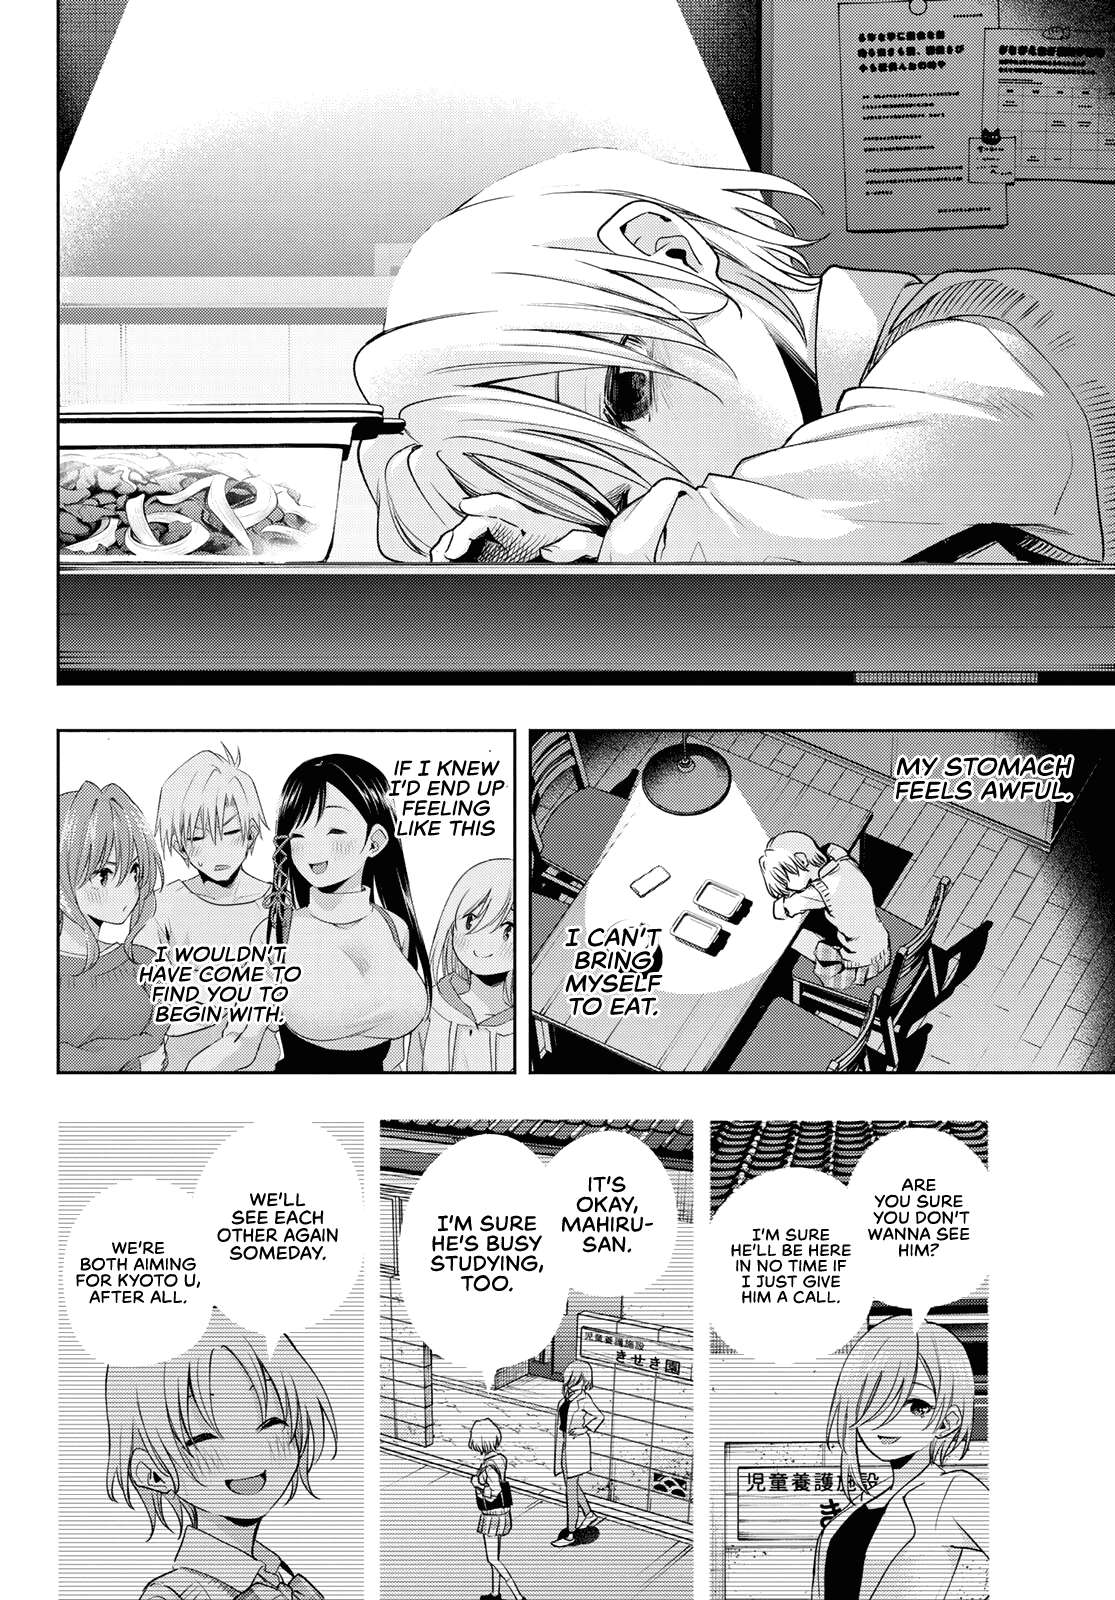 MY STOMACH
FEELS AWFUL.
I CAN'T
BRING
MYSELF
TO EAT.
IF I KNEW
I'D END UP
FEELING
LIKE THIS
I WOULDN'T
HAVE COME TO
FIND YOU TO
BEGIN WITH.
ARE
YOU SURE
YOU DON'T
WANNA SEE
HIM?
I'M SURE
HE'LL BE HERE
IN NO TIME IF
I JUST GIVE
HIM A CALL.
児童養護施設
き
IT'S
OKAY,
MAHIRU-
SAN.
I'M SURE
HE'S BUSY
STUDYING,
TOO.
児童養護施設
きせき園
WE'LL
SEE EACH
OTHER AGAIN
SOMEDAY.
WE'RE
BOTH AIMING
FOR KYOTO U,
AFTER ALL.